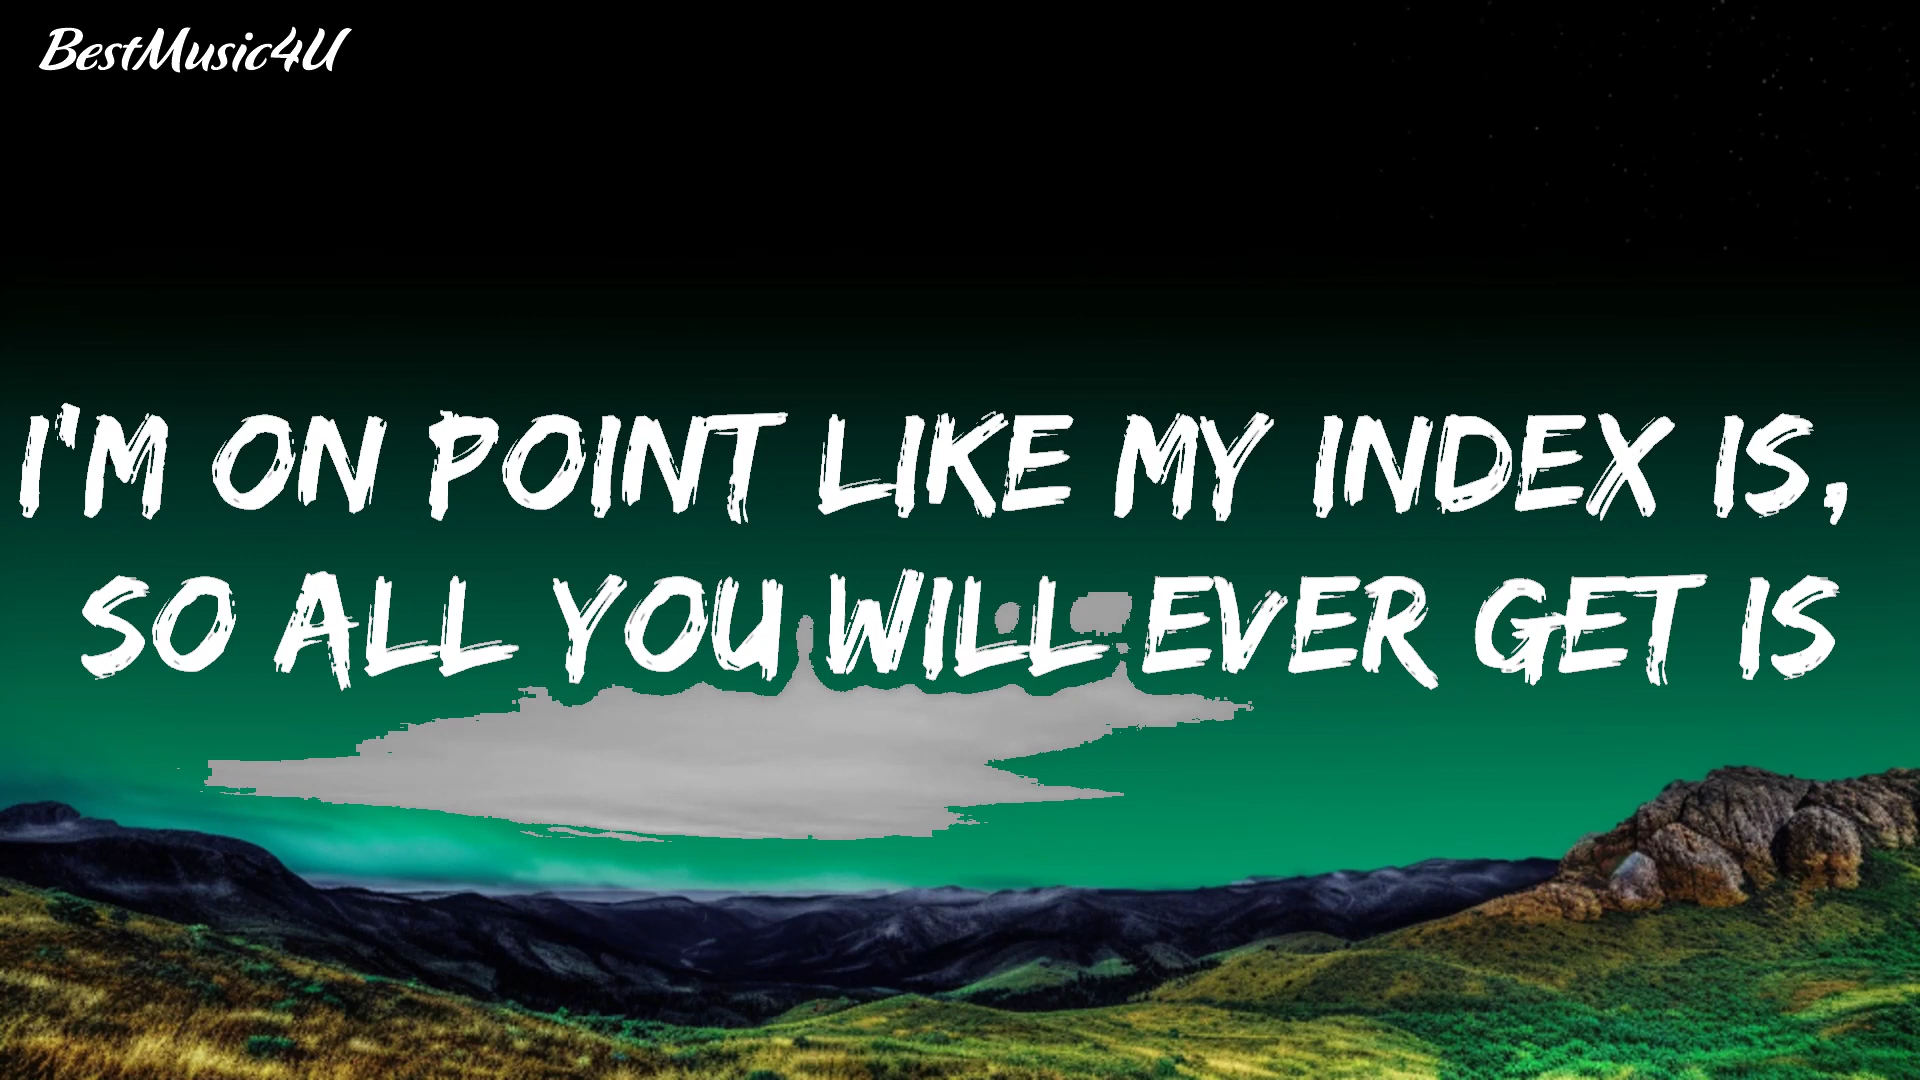 BestMusic4U
I'M ON POINT LIKE MY INDEX IS,
SO ALL YOU WILL EVER GET IS